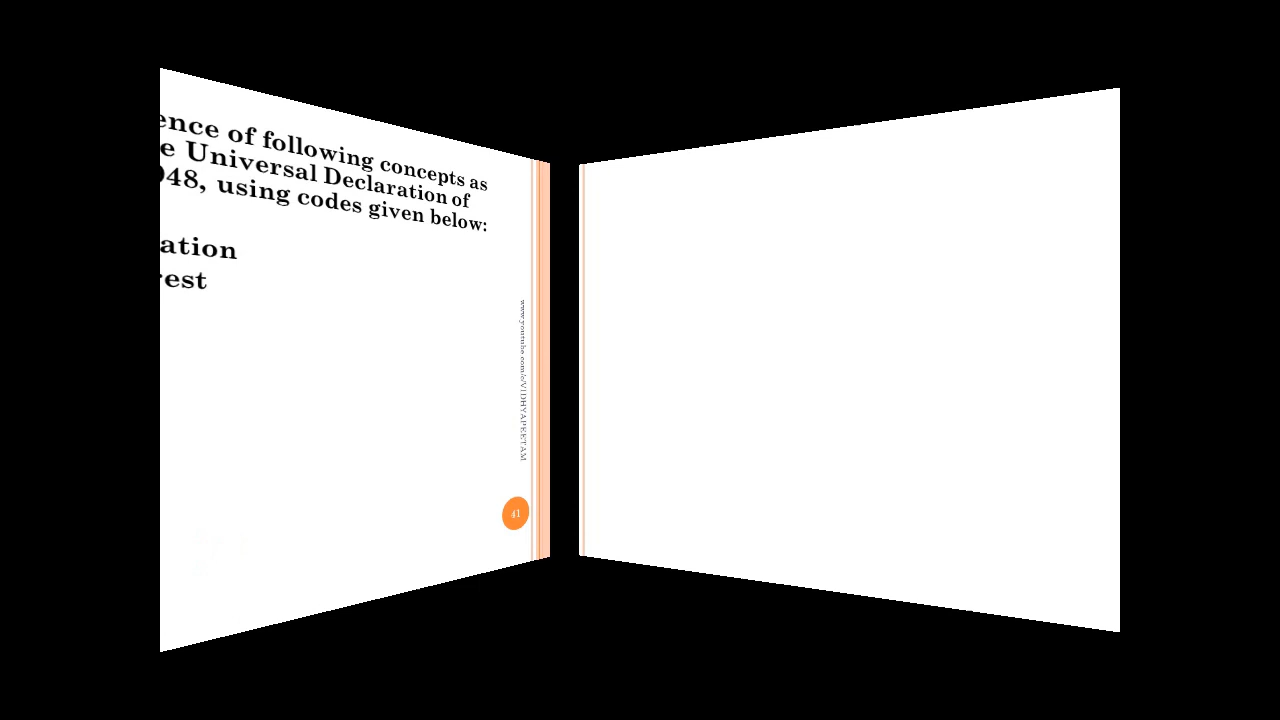 ence of following concepts as
e Universal Declaration of
948, using codes given below:
ation
rest
www.youtube.com/c/VIDHYAPEETAM
41